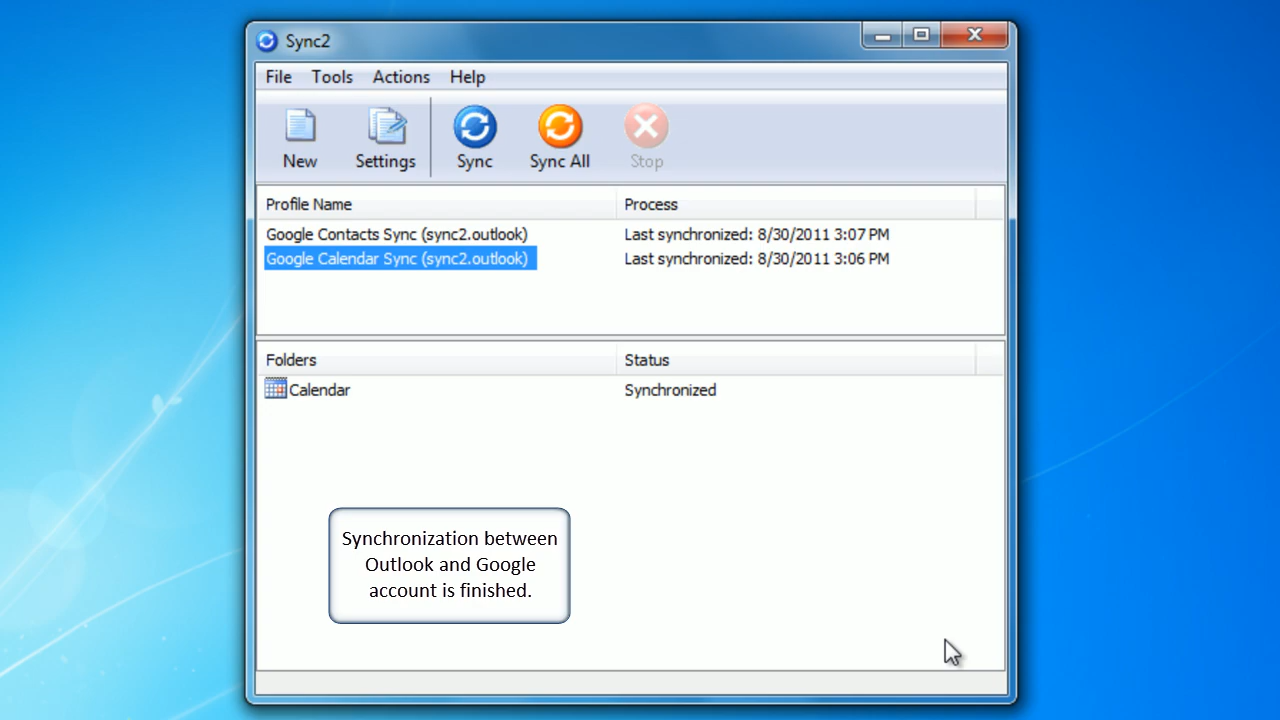 Sync2
File Tools Actions Help
New Settings Sync Sync All Stop
Profile Name Process
Google Contacts Sync (sync2.outlook) Last synchronized: 8/30/2011 3:07 PM
Google Calendar Sync (sync2.outlook) Last synchronized: 8/30/2011 3:06 PM
Folders Status
Calendar Synchronized
Synchronization between
Outlook and Google
account is finished.